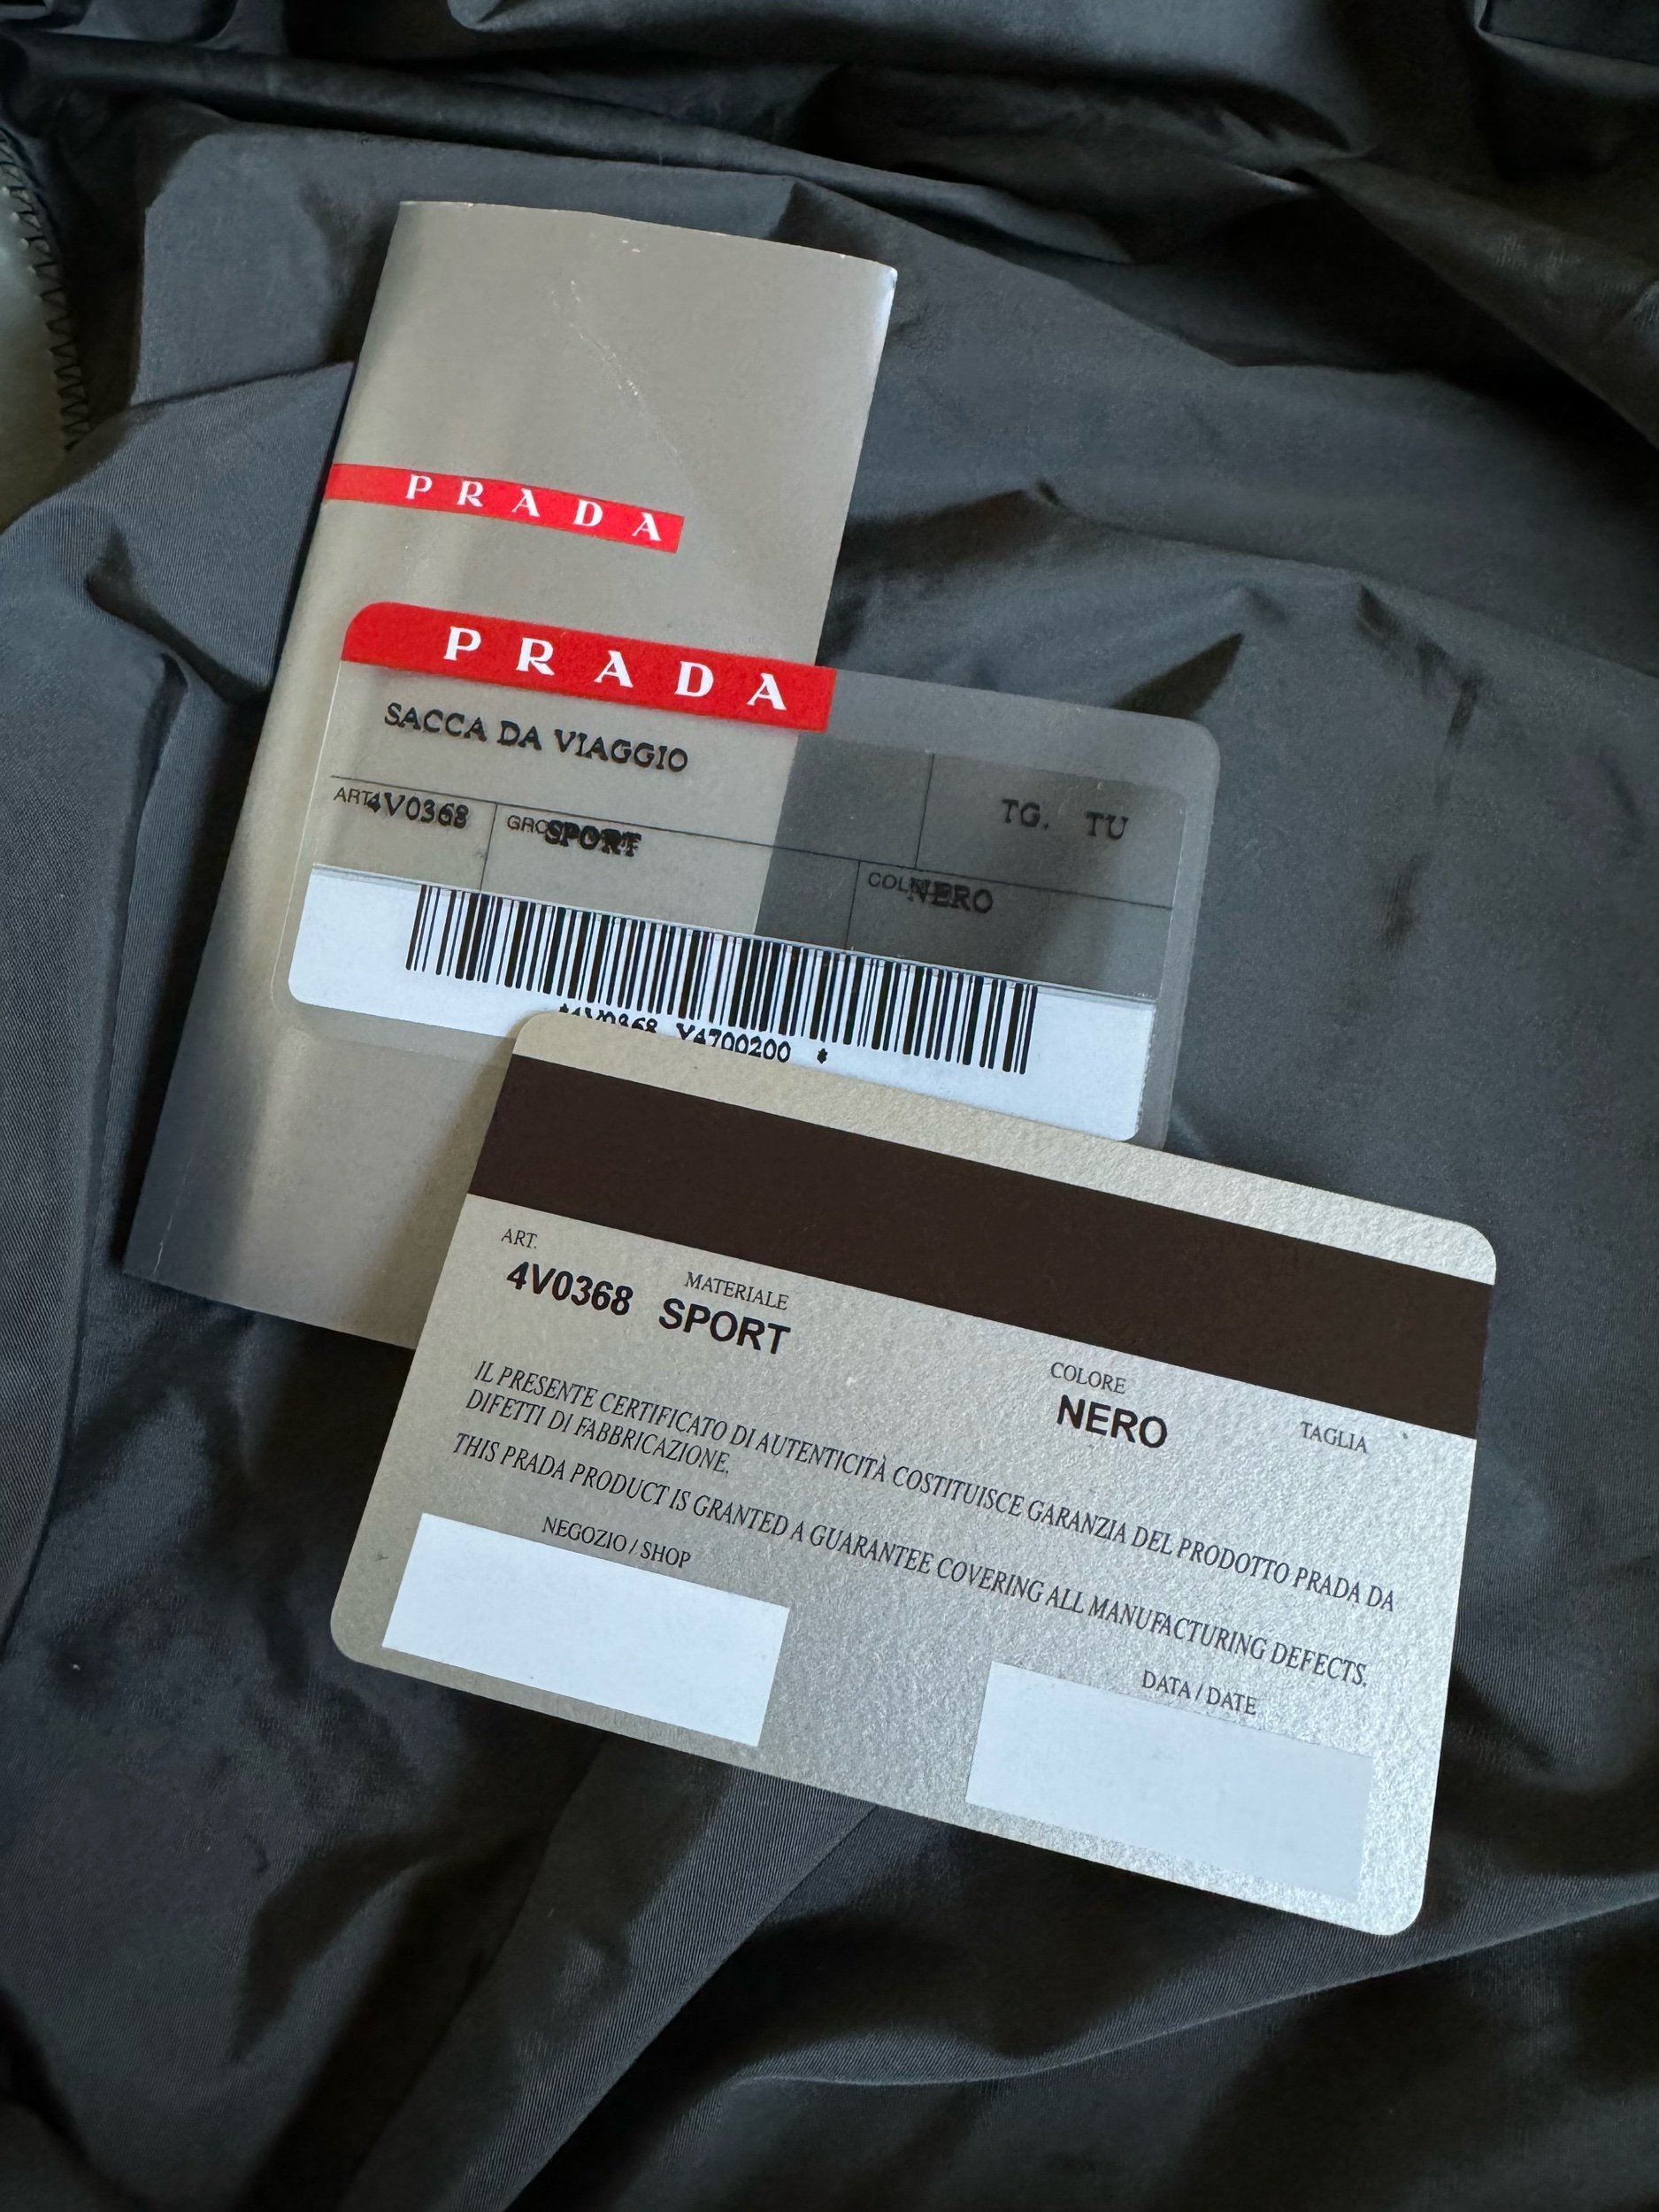 PRADA
PRADA
SACCA DA VIAGGIO
TG. TU
ART. 4V0368
SPORT
NERO
*4V0368 YA700200 *
ART.
4V0368
MATERIALE
SPORT
COLORE
NERO
TAGLIA
IL PRESENTE CERTIFICATO DI AUTENTICITÀ COSTITUISCE GARANZIA DEL PRODOTTO PRADA DA
DIFETTI DI FABBRICAZIONE.
THIS PRADA PRODUCT IS GRANTED A GUARANTEE COVERING ALL MANUFACTURING DEFECTS.
NEGOZIO / SHOP
DATA / DATE